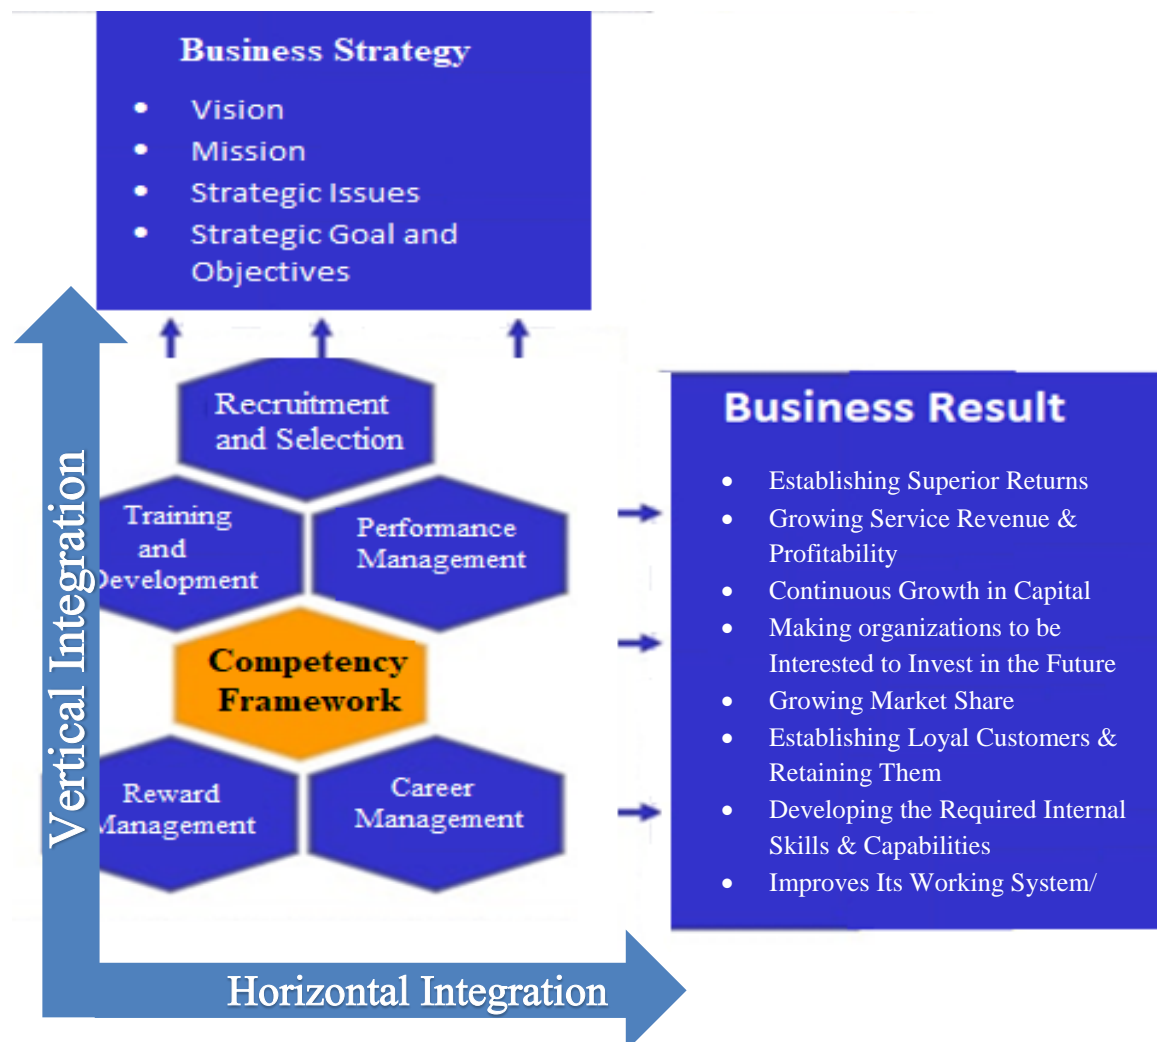 Business Strategy
• Vision
• Mission
• Strategic Issues
• Strategic Goal and
Objectives
Vertical Integration
Recruitment
and Selection
Training
and
Development
Performance
Management
Competency
Framework
Reward
Management
Career
Management
Business Result
• Establishing Superior Returns
• Growing Service Revenue &
Profitability
• Continuous Growth in Capital
• Making organizations to be
Interested to Invest in the Future
• Growing Market Share
• Establishing Loyal Customers &
Retaining Them
• Developing the Required Internal
Skills & Capabilities
• Improves Its Working System/
Horizontal Integration